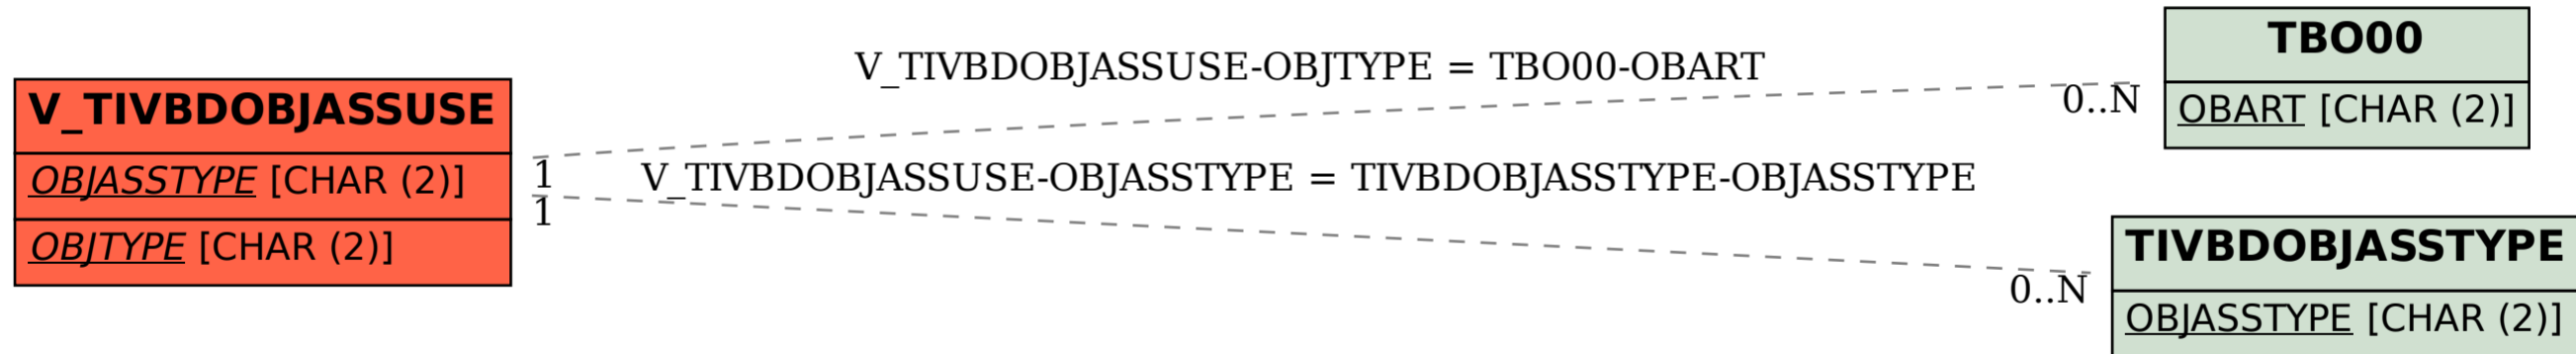 V_TIVBDOBJASSUSE
OBJASSTYPE [CHAR (2)]
OBJTYPE [CHAR (2)]
V_TIVBDOBJASSUSE-OBJTYPE = TBO00-OBART
1
0..N
V_TIVBDOBJASSUSE-OBJASSTYPE = TIVBDOBJASSTYPE-OBJASSTYPE
1
0..N
TBO00
OBART [CHAR (2)]
TIVBDOBJASSTYPE
OBJASSTYPE [CHAR (2)]